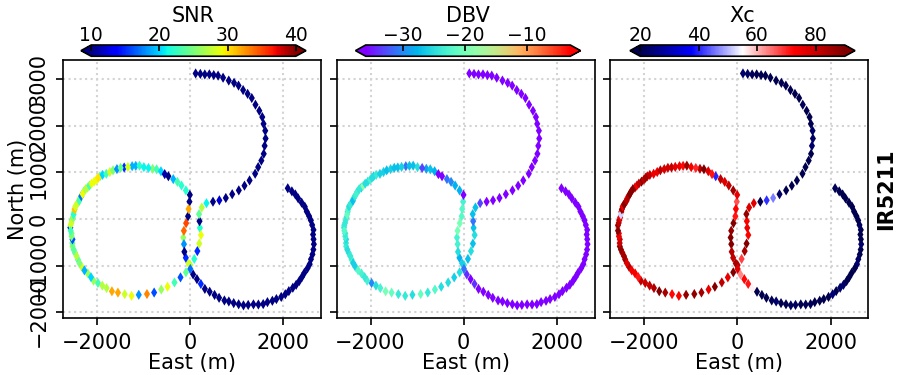 SNR DBV Xc
10 20 30 40 −30 −20 −10 20 40 60 80
North (m)
3000
2000
1000
0
−1000
−2000
−2000 0 2000 −2000 0 2000 −2000 0 2000
East (m) East (m) East (m)
IR5211